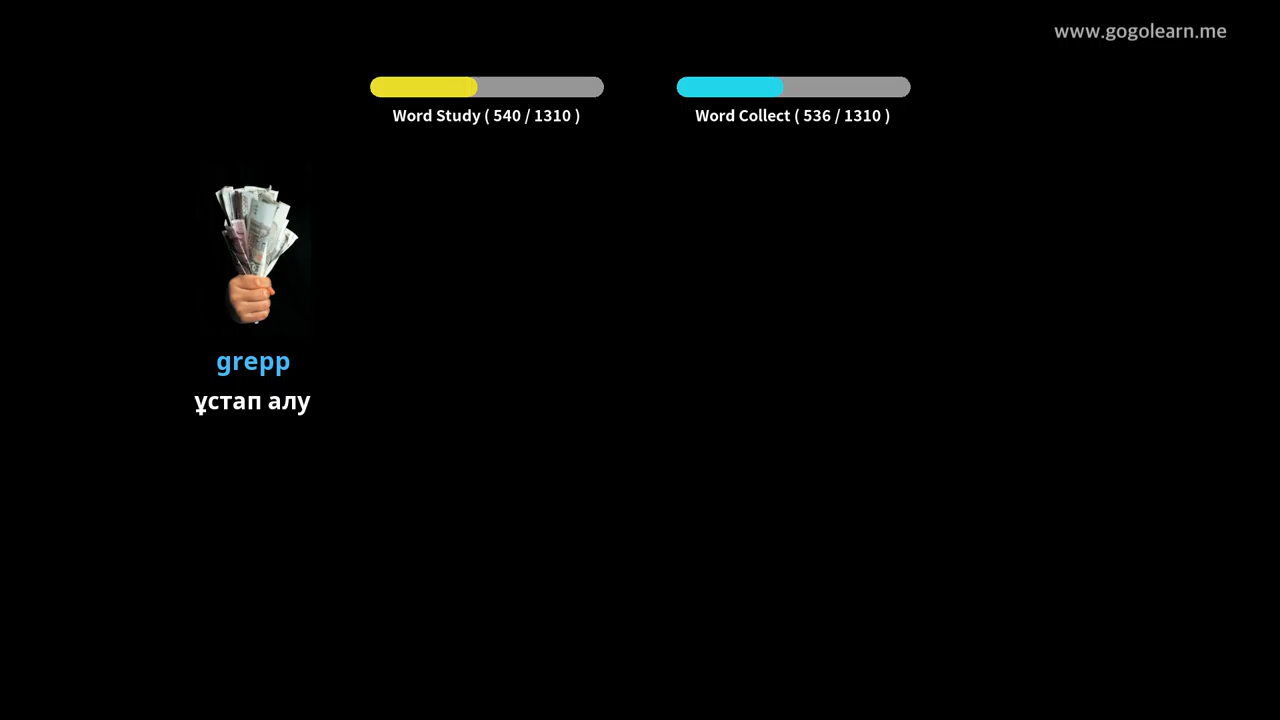 www.gogolearn.me
Word Study ( 540 / 1310 )
Word Collect ( 536 / 1310 )
grepp
ұстап алу